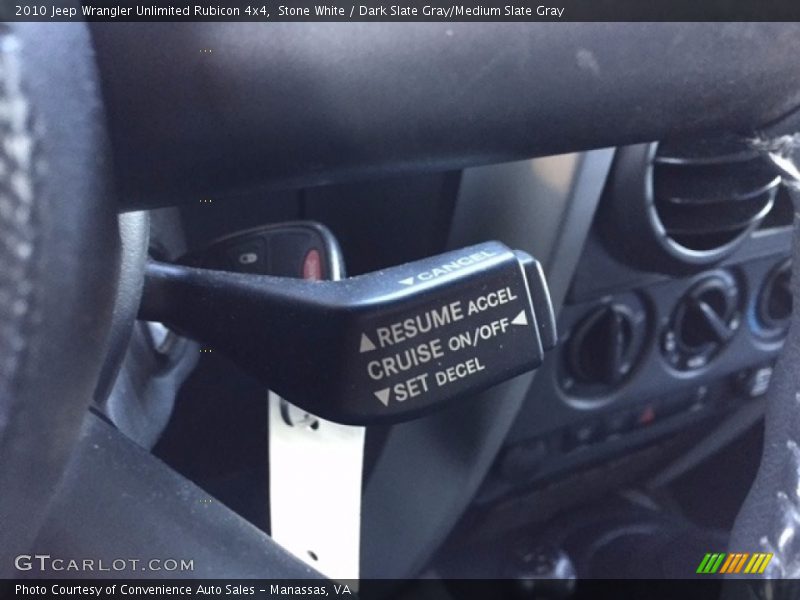 2010 Jeep Wrangler Unlimited Rubicon 4x4, Stone White / Dark Slate Gray/Medium Slate Gray
▼CANCEL
▲RESUME ACCEL
CRUISE ON/OFF◀
▼SET DECEL
GTCARLOT.COM
Photo Courtesy of Convenience Auto Sales - Manassas, VA